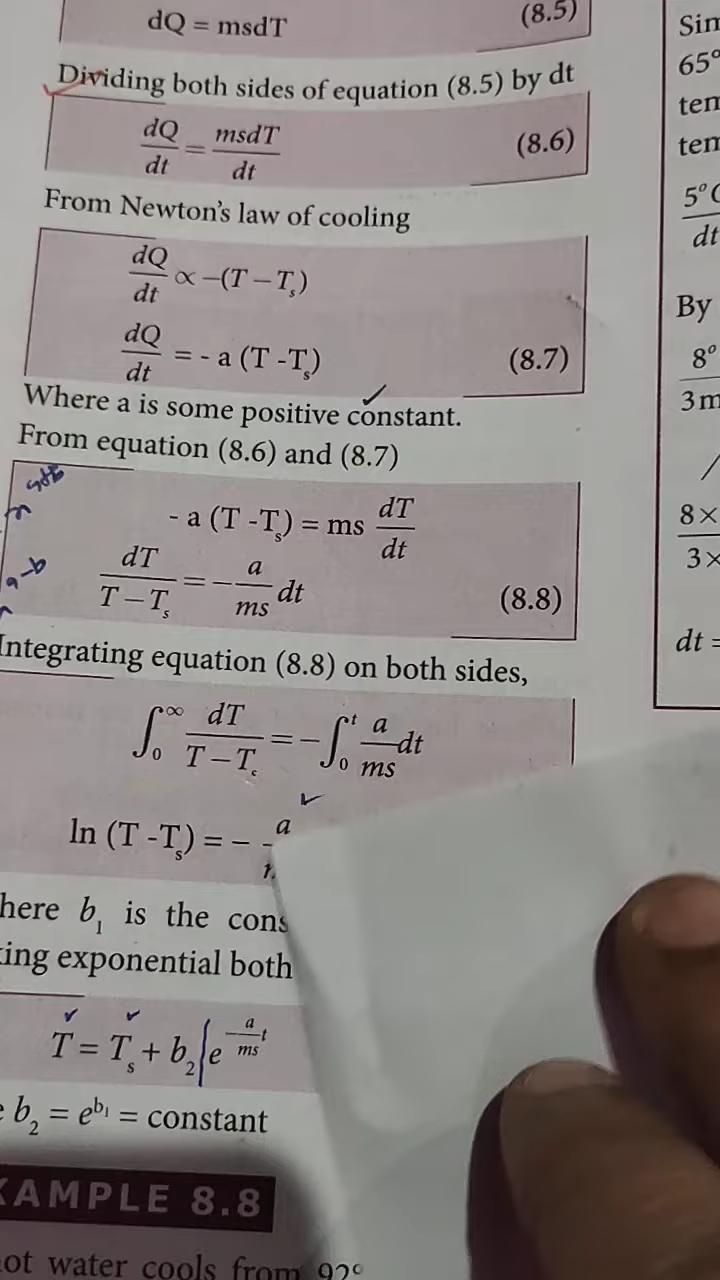 dQ = msdT (8.5)
Dividing both sides of equation (8.5) by dt
dQ/dt = msdT/dt (8.6)
From Newton's law of cooling
dQ/dt ∝ −(T − Tₛ)
dQ/dt = - a (T -Tₛ) (8.7)
Where a is some positive constant.
From equation (8.6) and (8.7)
- a (T -Tₛ) = ms dT/dt
dT/(T − Tₛ) = − a/ms dt (8.8)
Integrating equation (8.8) on both sides,
∫₀^∞ dT/(T − Tₛ) = −∫₀^t a/ms dt
ln (T -Tₛ) = − a
here b₁ is the cons
ing exponential both
T = Tₛ + b₂ e^(−(a/ms)t)
b₂ = e^(b₁) = constant
XAMPLE 8.8
ot water cools from 92°
Sim
65°
tem
tem
5°C
dt
By
8°
3m
8×
3×
dt =